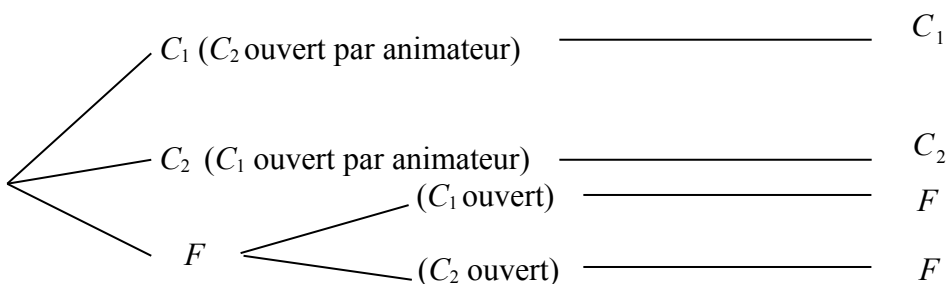 C₁ (C₂ ouvert par animateur) C₁
C₂ (C₁ ouvert par animateur) C₂
(C₁ ouvert) F
F
(C₂ ouvert) F